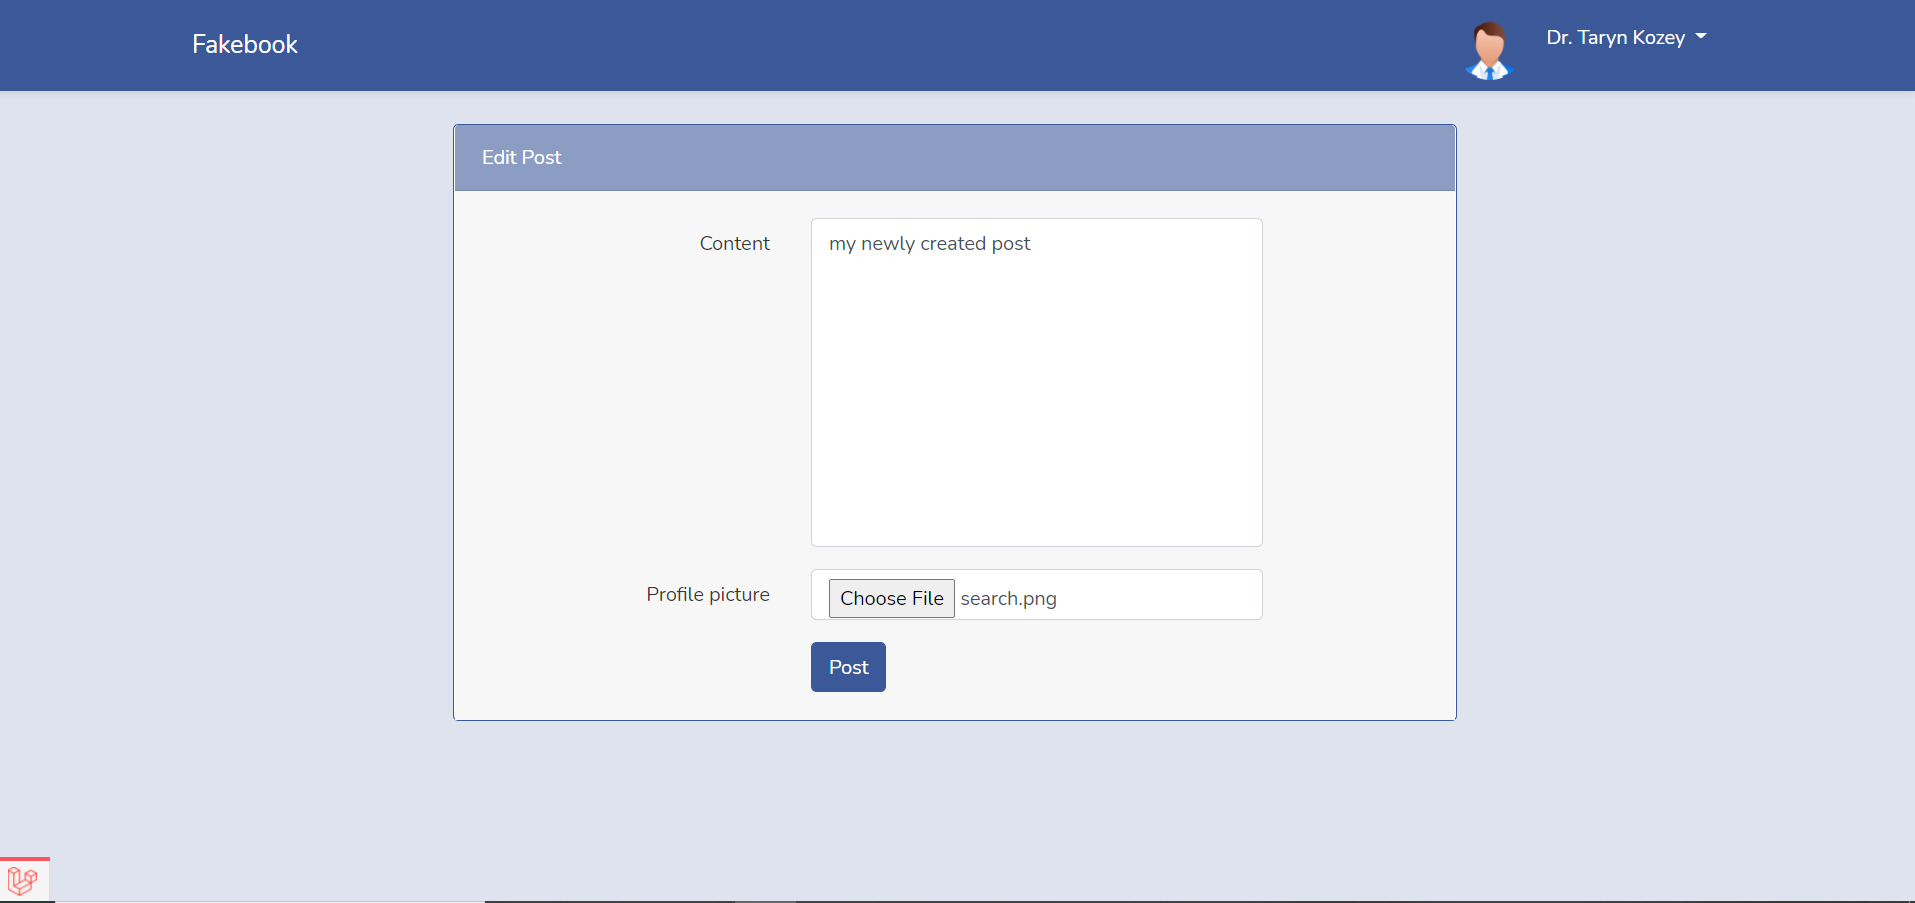 Fakebook
Dr. Taryn Kozey
Edit Post
Content
my newly created post
Profile picture
Choose File search.png
Post